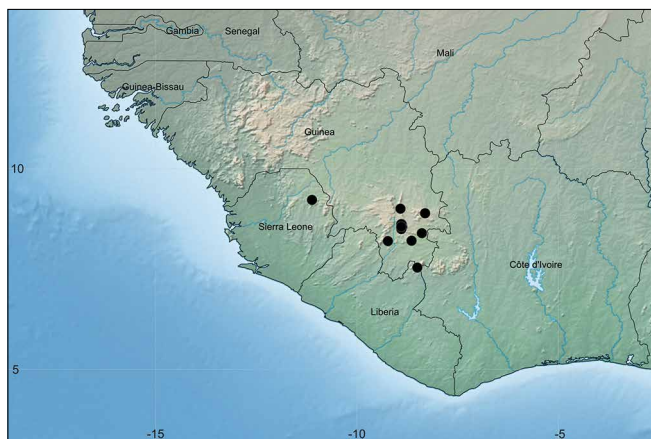 Gambia
Senegal
Mali
Guinea-Bissau
Guinea
10
Sierra Leone
Côte d'Ivoire
Liberia
5
-15
-10
-5